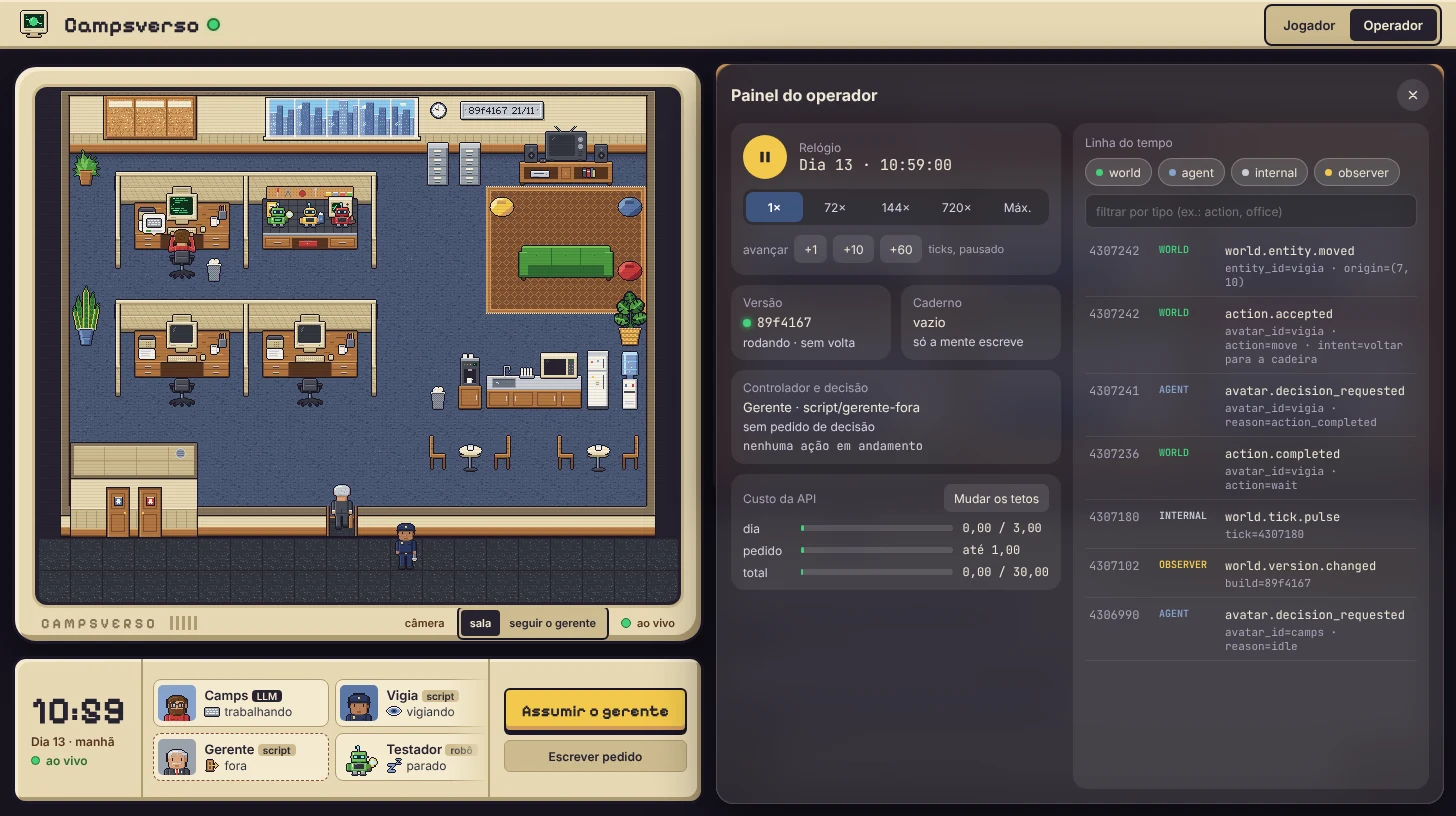 Campsverso
Jogador
Operador
89f4167 21/11
CAMPSVERSO
câmera
sala
seguir o gerente
ao vivo
10:59
Dia 13 · manhã
ao vivo
Camps LLM
trabalhando
Vigia script
vigiando
Gerente script
fora
Testador robô
parado
Assumir o gerente
Escrever pedido
Painel do operador
Relógio
Dia 13 · 10:59:00
1× 72× 144× 720× Máx.
avançar +1 +10 +60 ticks, pausado
Versão
89f4167
rodando · sem volta
Caderno
vazio
só a mente escreve
Controlador e decisão
Gerente · script/gerente-fora
sem pedido de decisão
nenhuma ação em andamento
Custo da API
Mudar os tetos
dia 0,00 / 3,00
pedido até 1,00
total 0,00 / 30,00
Linha do tempo
world agent internal observer
filtrar por tipo (ex.: action, office)
4307242 WORLD world.entity.moved
entity_id=vigia · origin=(7,
10)
4307242 WORLD action.accepted
avatar_id=vigia ·
action=move · intent=voltar
para a cadeira
4307241 AGENT avatar.decision_requested
avatar_id=vigia ·
reason=action_completed
4307236 WORLD action.completed
avatar_id=vigia ·
action=wait
4307180 INTERNAL world.tick.pulse
tick=4307180
4307102 OBSERVER world.version.changed
build=89f4167
4306990 AGENT avatar.decision_requested
avatar_id=camps ·
reason=idle